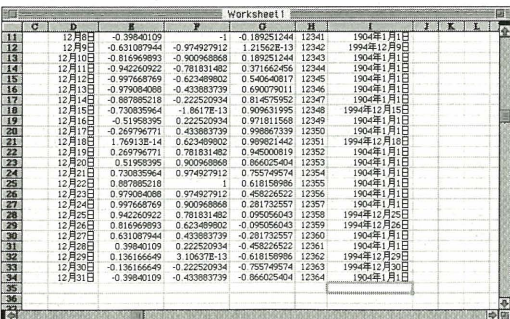 Worksheet1
C D E F G H I J K L
11 12月8日 -0.39840109 -1 -0.189251244 12341 1904年1月1日
12 12月9日 -0.631087944 -0.974927912 1.21562E-13 12342 1994年12月9日
13 12月10日 -0.816969893 -0.900968868 0.189251244 12343 1904年1月1日
14 12月11日 -0.942260922 -0.781831482 0.371662456 12344 1904年1月1日
15 12月12日 -0.997668769 -0.623489802 0.540640817 12345 1904年1月1日
16 12月13日 -0.979084088 -0.433883739 0.690079011 12346 1904年1月1日
17 12月14日 -0.887885218 -0.222520934 0.814575952 12347 1904年1月1日
18 12月15日 -0.730835964 -1.8617E-13 0.909631995 12348 1994年12月15日
19 12月16日 -0.51958395 0.222520934 0.971811568 12349 1904年1月1日
20 12月17日 -0.269796771 0.433883739 0.998867339 12350 1904年1月1日
21 12月18日 1.76913E-14 0.623489802 0.989821442 12351 1994年12月18日
22 12月19日 0.269796771 0.781831482 0.945000819 12352 1904年1月1日
23 12月20日 0.51958395 0.900968868 0.866025404 12353 1904年1月1日
24 12月21日 0.730835964 0.974927912 0.755749574 12354 1904年1月1日
25 12月22日 0.887885218 1 0.618158986 12355 1904年1月1日
26 12月23日 0.979084088 0.974927912 0.458226522 12356 1904年1月1日
27 12月24日 0.997668769 0.900968868 0.281732557 12357 1904年1月1日
28 12月25日 0.942260922 0.781831482 0.095056043 12358 1994年12月25日
29 12月26日 0.816969893 0.623489802 -0.095056043 12359 1994年12月26日
30 12月27日 0.631087944 0.433883739 -0.281732557 12360 1904年1月1日
31 12月28日 0.39840109 0.222520934 -0.458226522 12361 1904年1月1日
32 12月29日 0.136166649 3.10637E-13 -0.618158986 12362 1994年12月29日
33 12月30日 -0.136166649 -0.222520934 -0.755749574 12363 1994年12月30日
34 12月31日 -0.39840109 -0.433883739 -0.866025404 12364 1904年1月1日
35
36